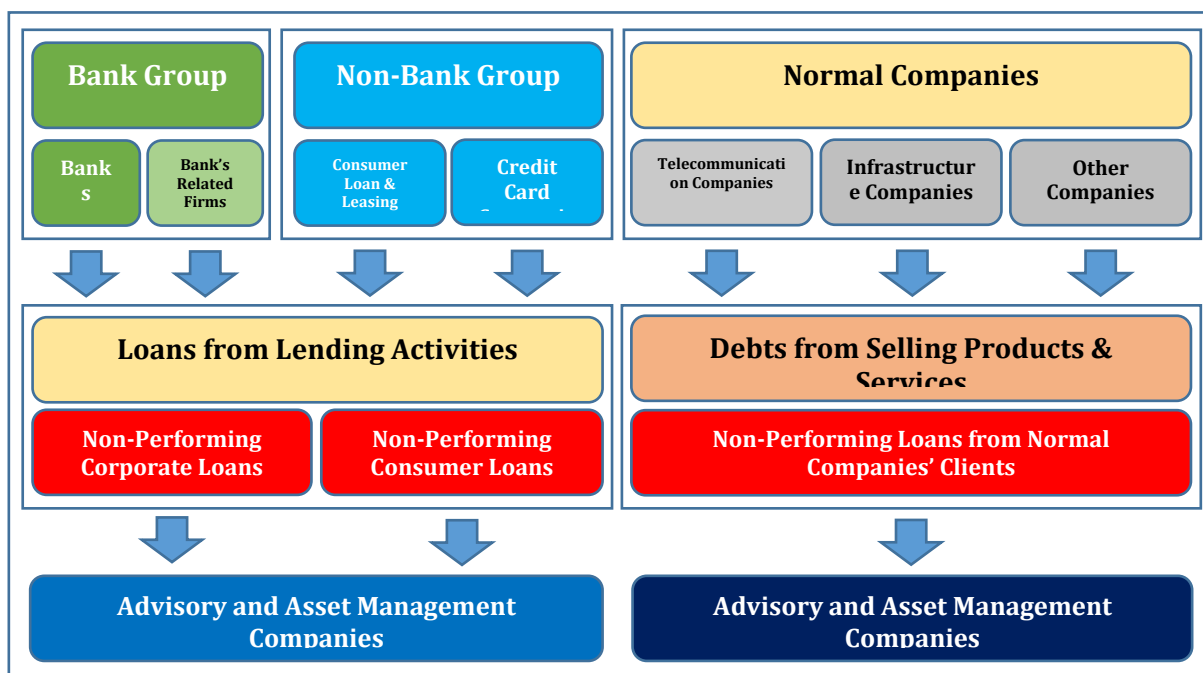 Bank Group
Non-Bank Group
Normal Companies
Bank
s
Bank's
Related
Firms
Consumer
Loan &
Leasing
Credit
Card
Telecommunicati
on Companies
Infrastructur
e Companies
Other
Companies
Loans from Lending Activities
Debts from Selling Products &
Services
Non-Performing
Corporate Loans
Non-Performing
Consumer Loans
Non-Performing Loans from Normal
Companies' Clients
Advisory and Asset Management
Companies
Advisory and Asset Management
Companies